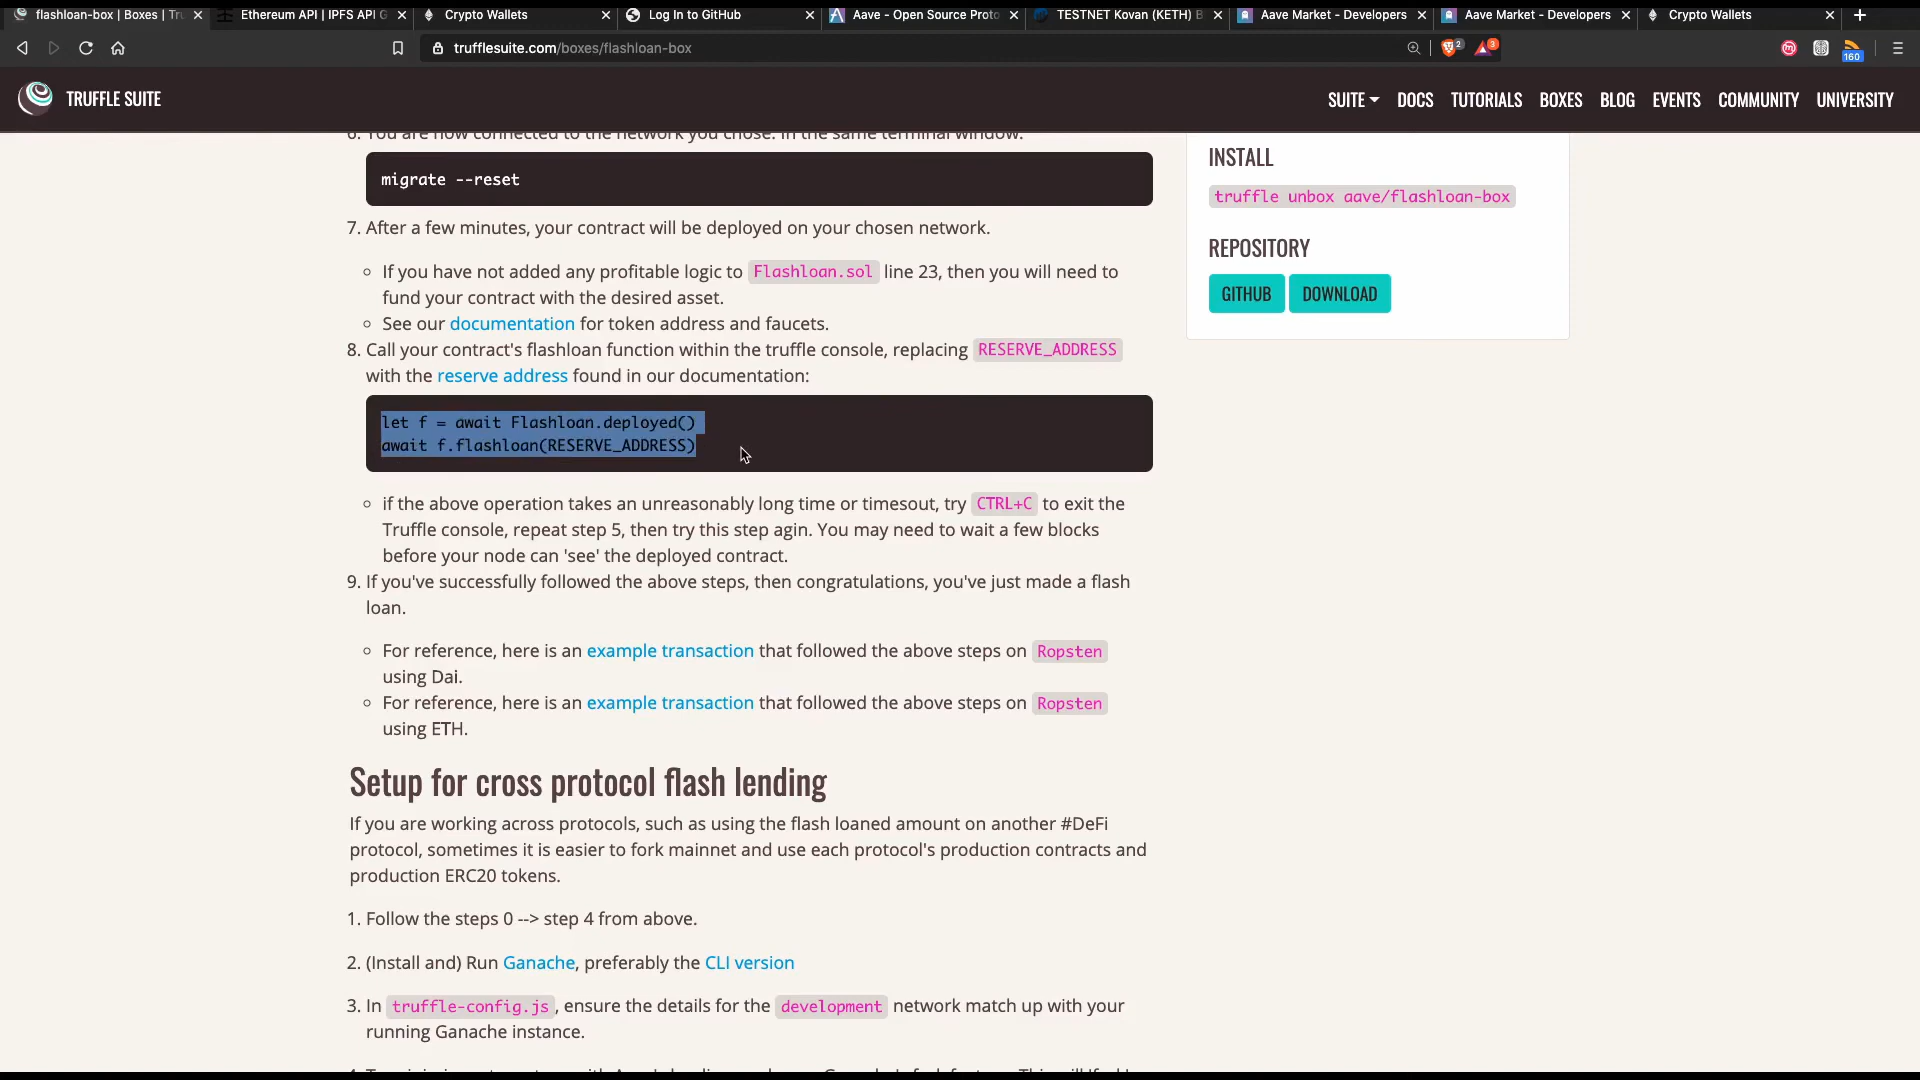 flashloan-box | Boxes | Tru
Ethereum API | IPFS API G
Crypto Wallets
Log In to GitHub
Aave - Open Source Proto
TESTNET Kovan (KETH) B
Aave Market - Developers
Aave Market - Developers
Crypto Wallets
trufflesuite.com/boxes/flashloan-box
2
3
160
TRUFFLE SUITE
SUITE
DOCS
TUTORIALS
BOXES
BLOG
EVENTS
COMMUNITY
UNIVERSITY
6. You are now connected to the network you chose. In the same terminal window:
migrate --reset
7. After a few minutes, your contract will be deployed on your chosen network.
If you have not added any profitable logic to Flashloan.sol line 23, then you will need to
fund your contract with the desired asset.
See our documentation for token address and faucets.
8. Call your contract's flashloan function within the truffle console, replacing RESERVE_ADDRESS
with the reserve address found in our documentation:
let f = await Flashloan.deployed()
await f.flashloan(RESERVE_ADDRESS)
if the above operation takes an unreasonably long time or timesout, try CTRL+C to exit the
Truffle console, repeat step 5, then try this step agin. You may need to wait a few blocks
before your node can 'see' the deployed contract.
9. If you've successfully followed the above steps, then congratulations, you've just made a flash
loan.
For reference, here is an example transaction that followed the above steps on Ropsten
using Dai.
For reference, here is an example transaction that followed the above steps on Ropsten
using ETH.
Setup for cross protocol flash lending
If you are working across protocols, such as using the flash loaned amount on another #DeFi
protocol, sometimes it is easier to fork mainnet and use each protocol's production contracts and
production ERC20 tokens.
1. Follow the steps 0 --> step 4 from above.
2. (Install and) Run Ganache, preferably the CLI version
3. In truffle-config.js, ensure the details for the development network match up with your
running Ganache instance.
INSTALL
truffle unbox aave/flashloan-box
REPOSITORY
GITHUB
DOWNLOAD